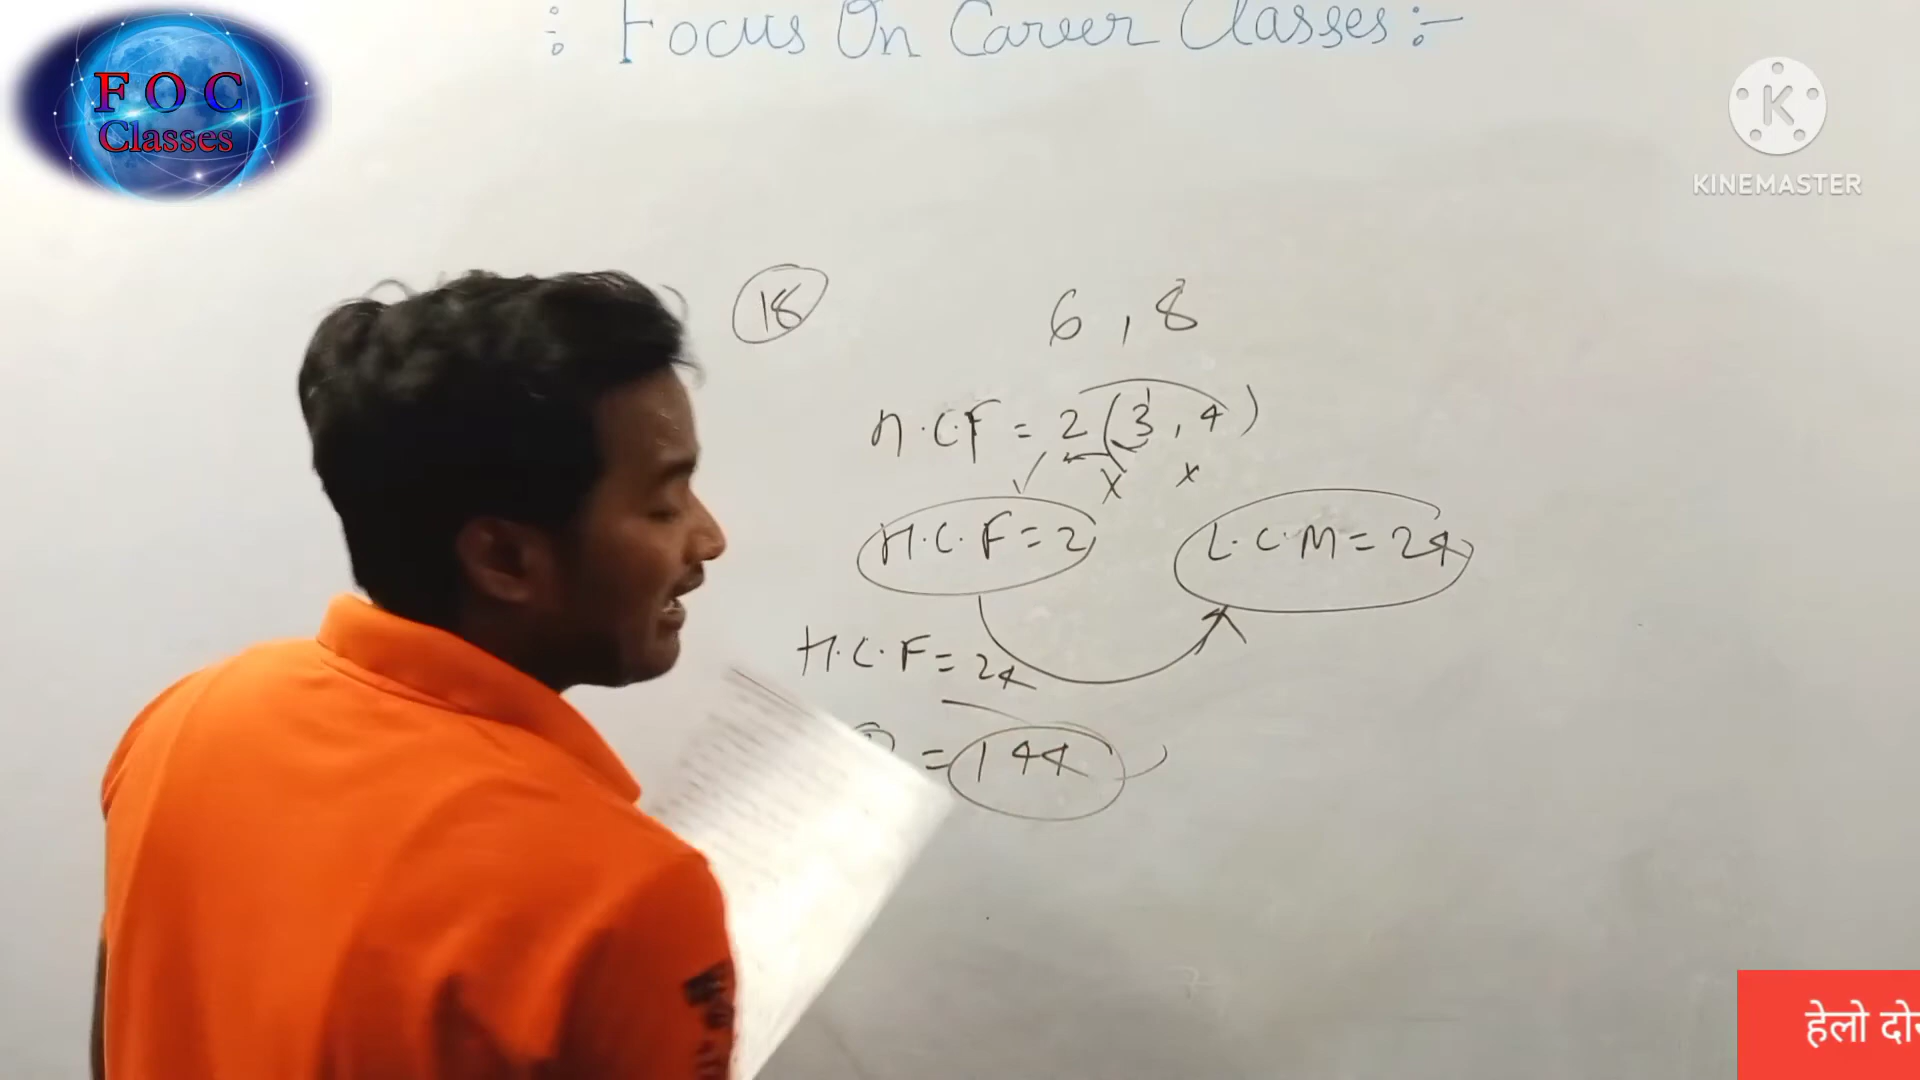 : Focus On Career Classes :-
F O C
Classes
KINEMASTER
18
6 , 8
H.C.F = 2 (3, 4)
x x
H.C.F = 2
L.C.M = 24
H.C.F = 24
= 144
हेलो